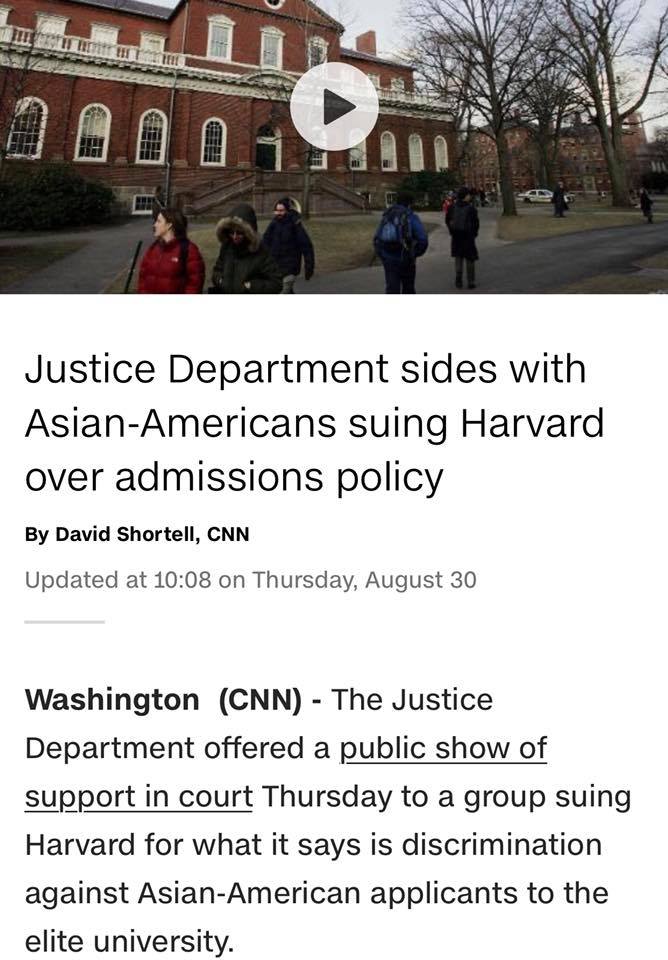 Justice Department sides with
Asian-Americans suing Harvard
over admissions policy
By David Shortell, CNN
Updated at 10:08 on Thursday, August 30
Washington (CNN) - The Justice
Department offered a public show of
support in court Thursday to a group suing
Harvard for what it says is discrimination
against Asian-American applicants to the
elite university.